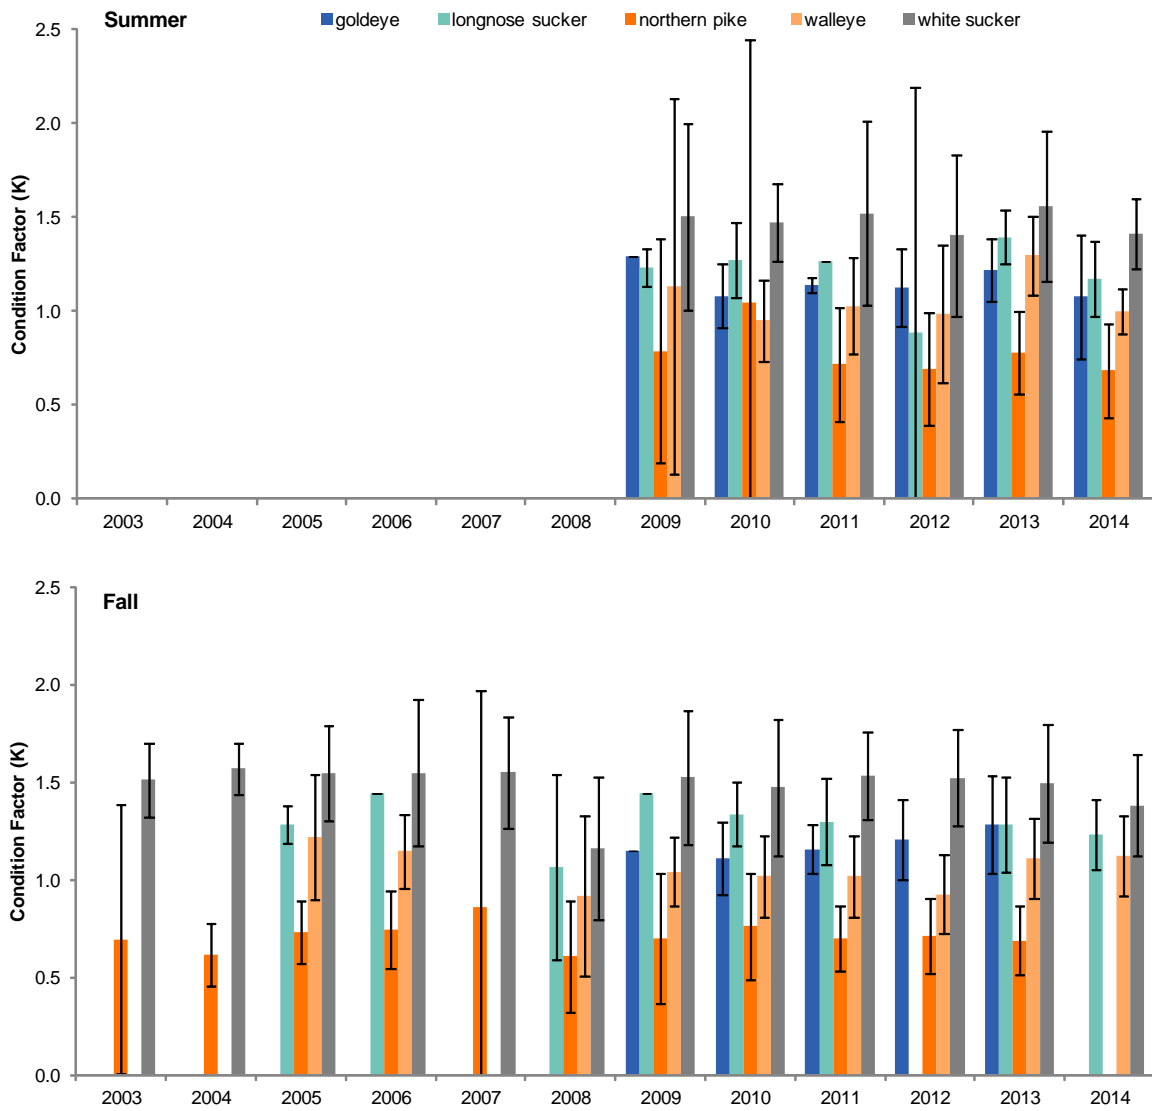 Summer
goldeye longnose sucker northern pike walleye white sucker
Condition Factor (K)
2.5
2.0
1.5
1.0
0.5
0.0
2003 2004 2005 2006 2007 2008 2009 2010 2011 2012 2013 2014
Fall
Condition Factor (K)
2.5
2.0
1.5
1.0
0.5
0.0
2003 2004 2005 2006 2007 2008 2009 2010 2011 2012 2013 2014